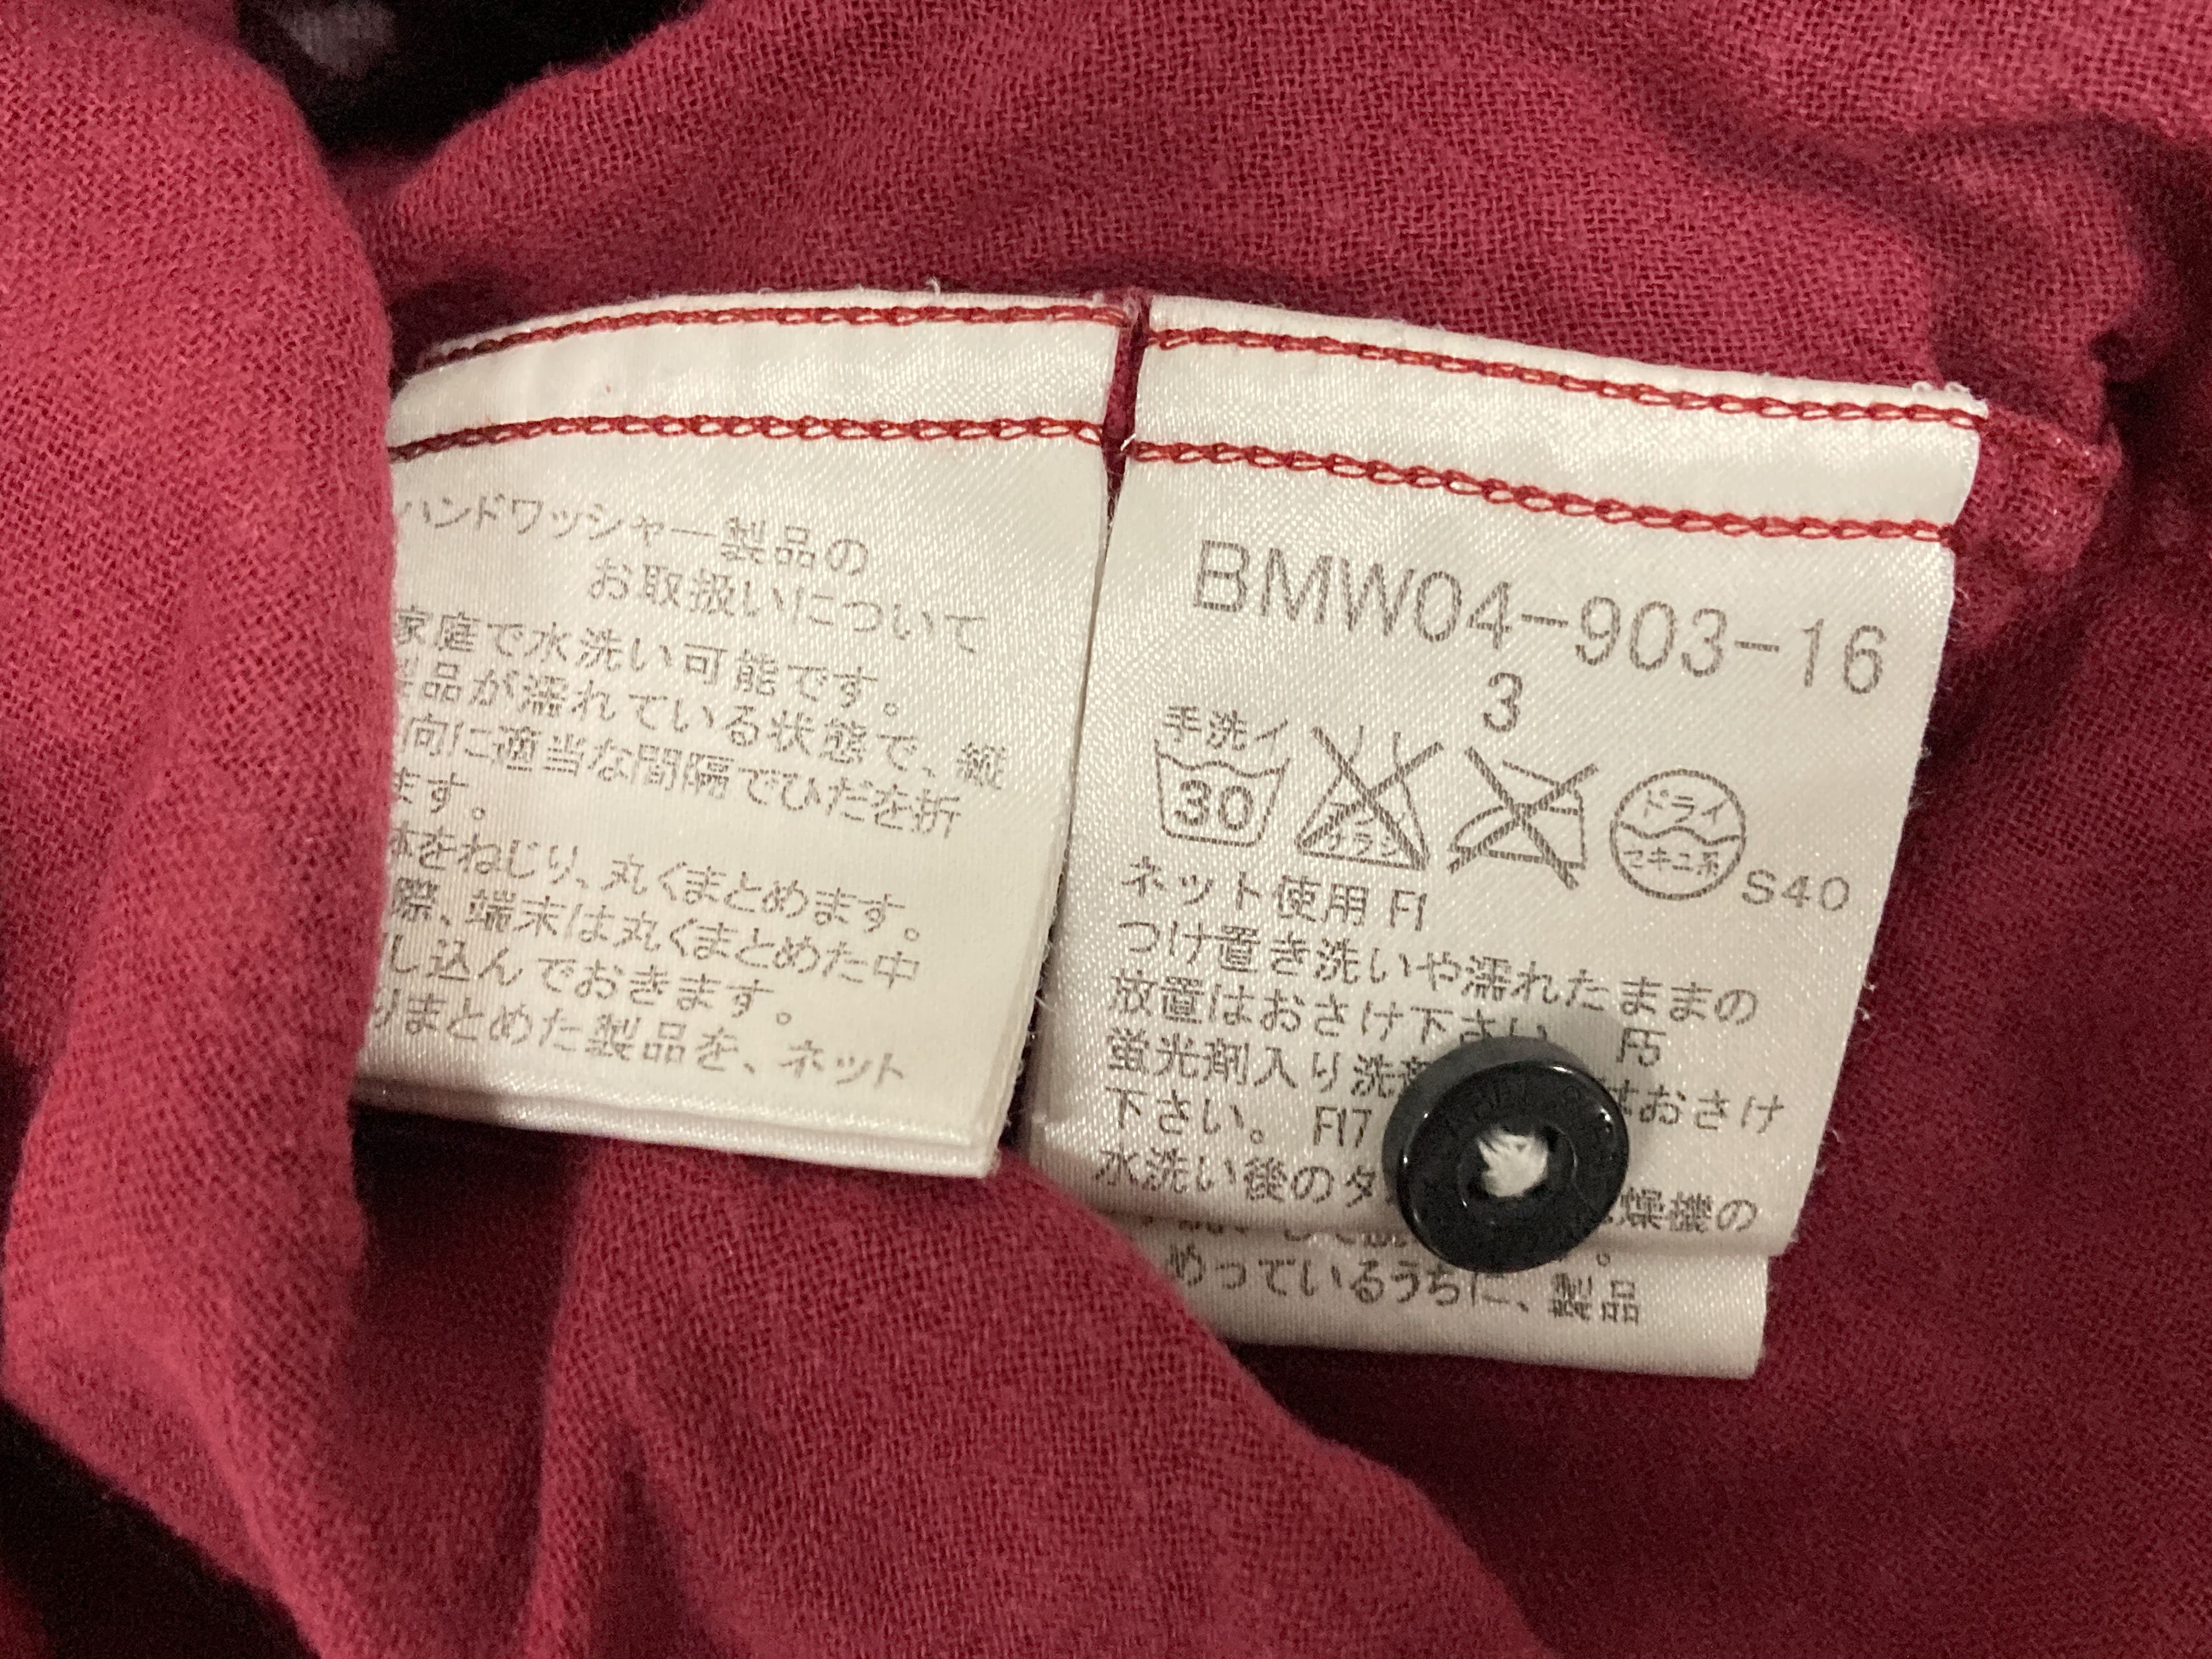 ハンドワッシャー製品の
お取扱いについて
家庭で水洗い可能です。
品が濡れている状態で、縦
向に適当な間隔でひだを折
ます。
をねじり、丸くまとめます。
際、端末は丸くまとめた中
し込んでおきます。
りまとめた製品を、ネット
BMW04-903-16
3
手洗イ
30
ドライ
セキユ系
S40
ネット使用 F1
つけ置き洗いや濡れたままの
放置はおさけ下さい。 F5
蛍光剤入り洗 はおさけ
下さい。 F17
水洗い後のタ 燥機の
めっているうちに、製品